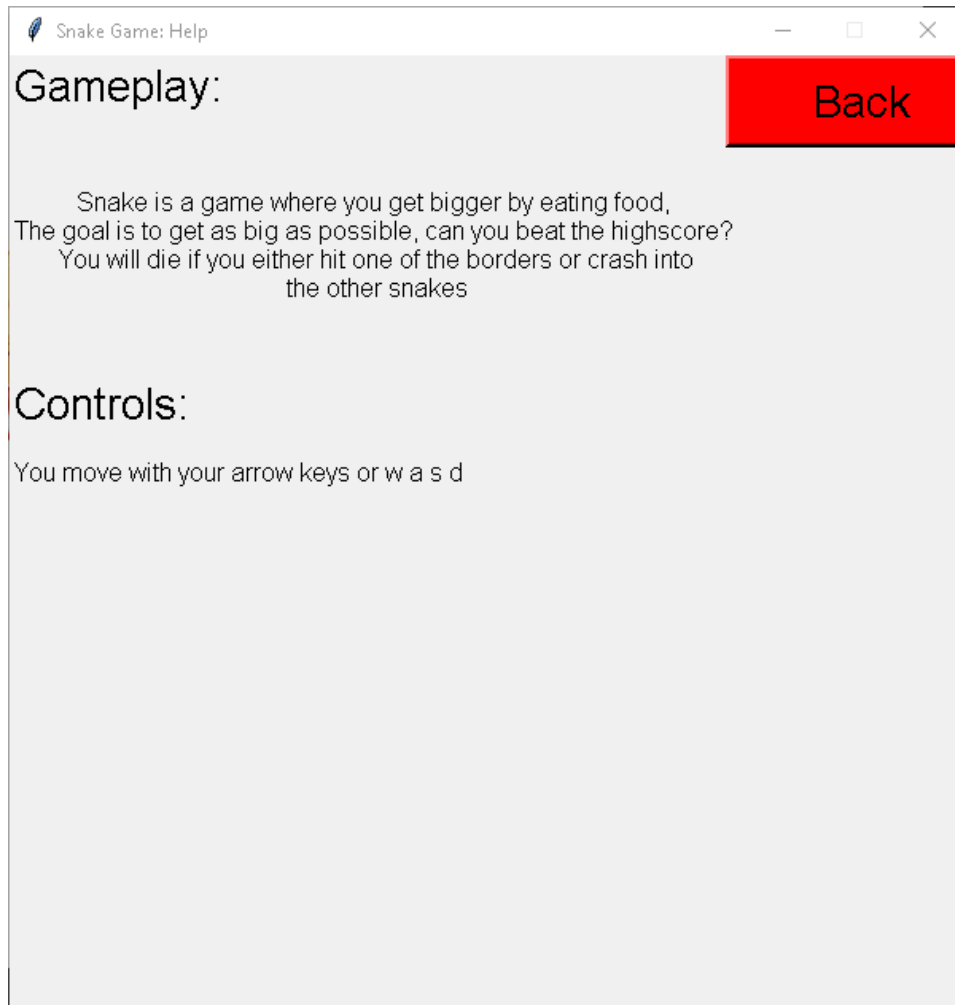 Snake Game: Help
Gameplay:
Back
Snake is a game where you get bigger by eating food,
The goal is to get as big as possible, can you beat the highscore?
You will die if you either hit one of the borders or crash into
the other snakes
Controls:
You move with your arrow keys or w a s d